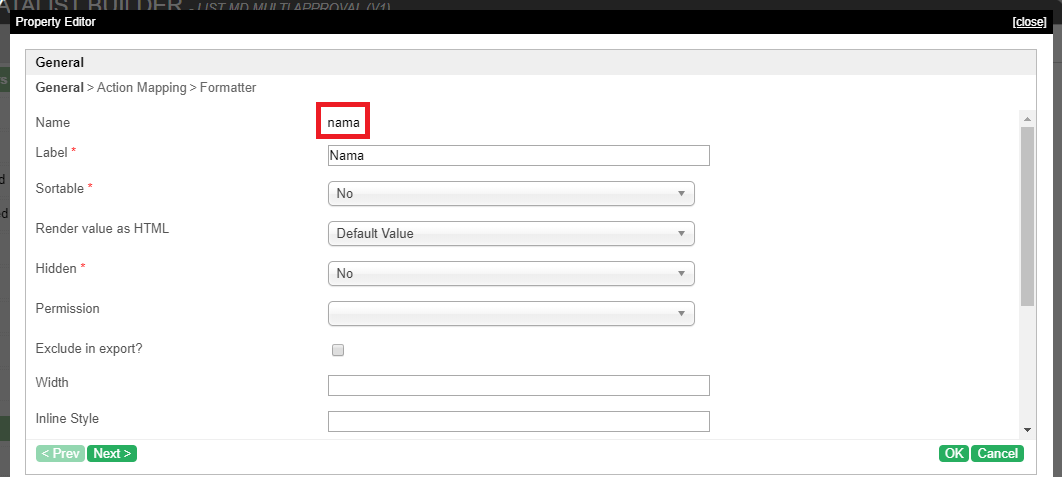 DATALIST BUILDER - LIST MD MULTI APPROVAL (V1)
Property Editor [close]
General
General > Action Mapping > Formatter
Name nama
Label * Nama
Sortable * No
Render value as HTML Default Value
Hidden * No
Permission
Exclude in export?
Width
Inline Style
< Prev Next > OK Cancel